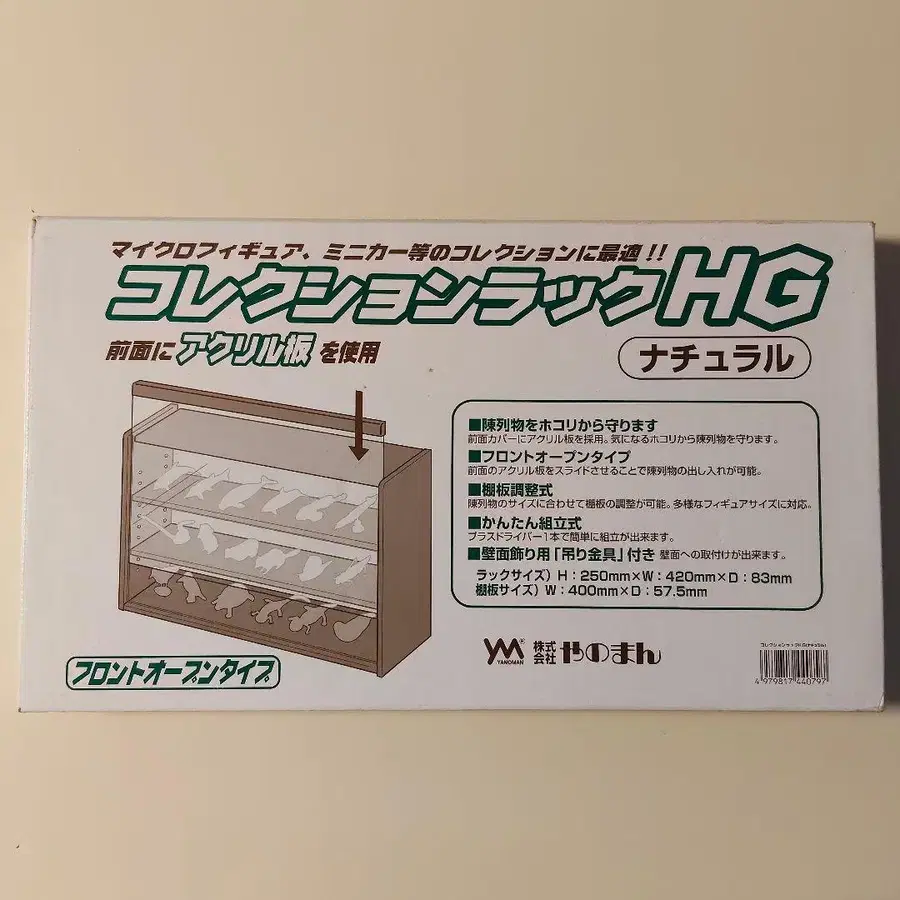 マイクロフィギュア、ミニカー等のコレクションに最適!!
コレクションラックHG
前面にアクリル板を使用
ナチュラル
■陳列物をホコリから守ります
前面カバーにアクリル板を採用。気になるホコリから陳列物を守ります。
■フロントオープンタイプ
前面のアクリル板をスライドさせることで陳列物の出し入れが可能。
■棚板調整式
陳列物のサイズに合わせて棚板の調整が可能。多様なフィギュアサイズに対応。
■かんたん組立式
プラスドライバー1本で簡単に組立が出来ます。
■壁面飾り用「吊り金具」付き 壁面への取付けが出来ます。
ラックサイズ）H：250mm×W：420mm×D：83mm
棚板サイズ）W：400mm×D：57.5mm
フロントオープンタイプ
YM® YANOMAN 株式会社 やのまん
4 979817 440797